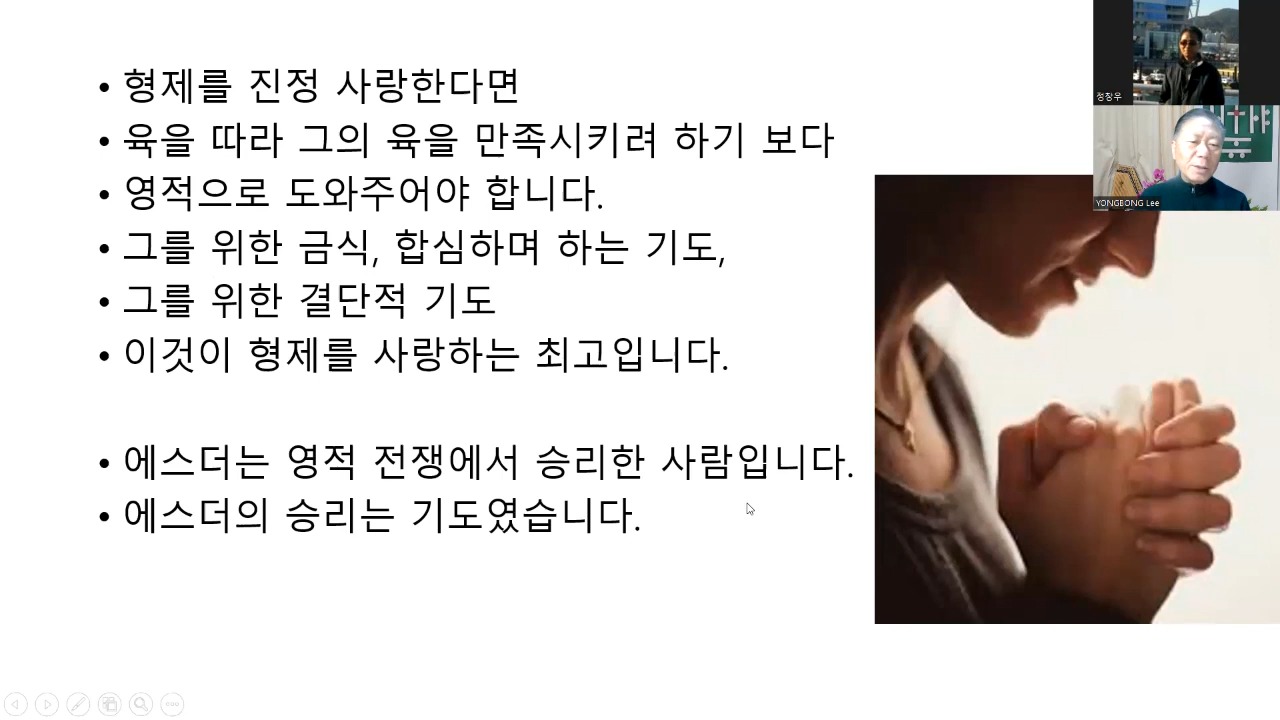 • 형제를 진정 사랑한다면
• 육을 따라 그의 육을 만족시키려 하기 보다
• 영적으로 도와주어야 합니다.
• 그를 위한 금식, 합심하며 하는 기도,
• 그를 위한 결단적 기도
• 이것이 형제를 사랑하는 최고입니다.
• 에스더는 영적 전쟁에서 승리한 사람입니다.
• 에스더의 승리는 기도였습니다.
정창우
YONGBONG Lee